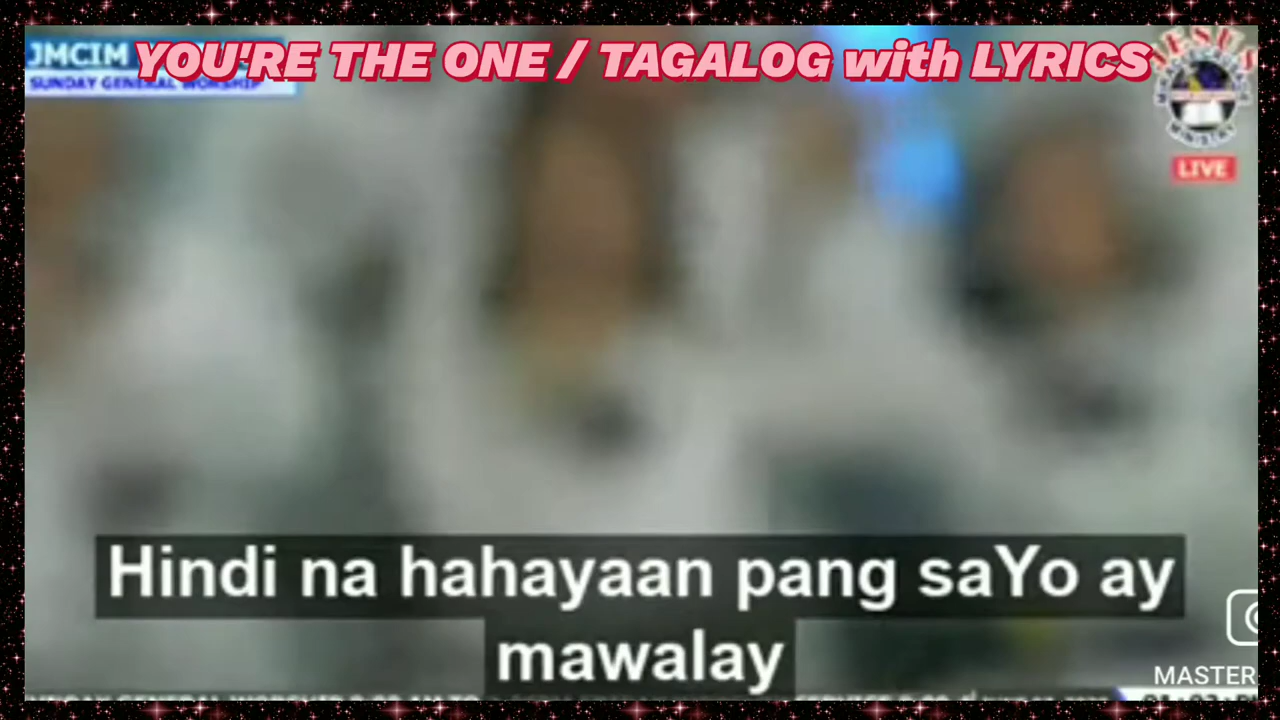 JMCIM
YOU'RE THE ONE / TAGALOG with LYRICS
SUNDAY GENERAL WORSHIP
JESUS
LIVE
Hindi na hahayaan pang saYo ay
mawalay
MASTER